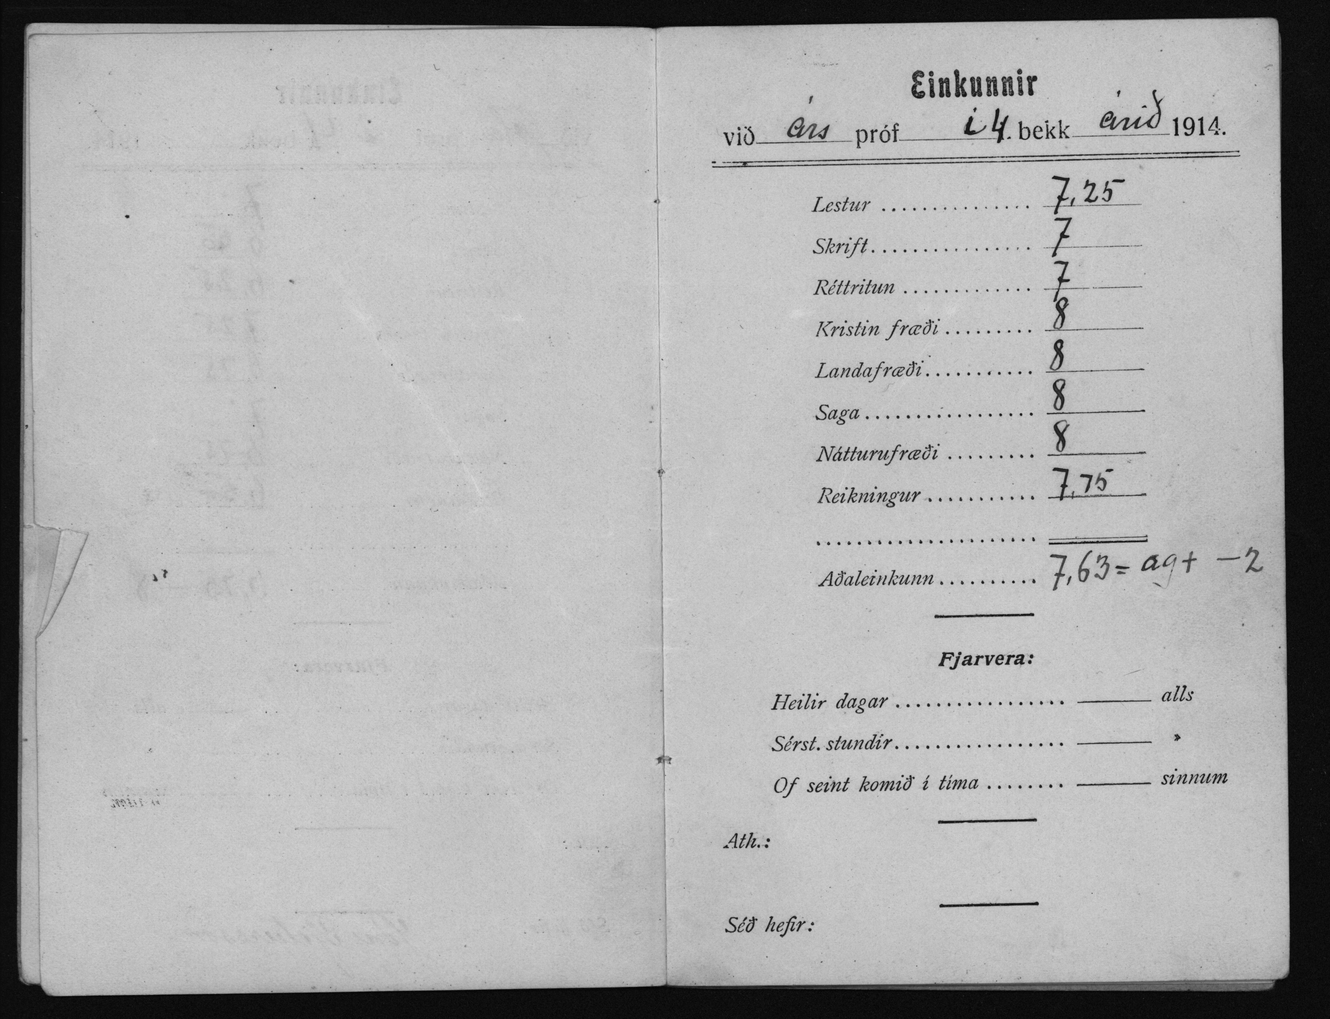 Einkunnir
við árs próf í 4. bekk árið 1914.
Lestur .............. 7,25
Skrift................ 7
Réttritun ............. 7
Kristin fræði ......... 8
Landafræði........... 8
Saga ................. 8
Nátturufræði ......... 8
Reikningur ........... 7,75
Aðaleinkunn.......... 7,63 = ág+ -2
Fjarvera:
Heilir dagar ................. alls
Sérst. stundir................. "
Of seint komið í tíma ........ sinnum
Ath.:
Séð hefir: